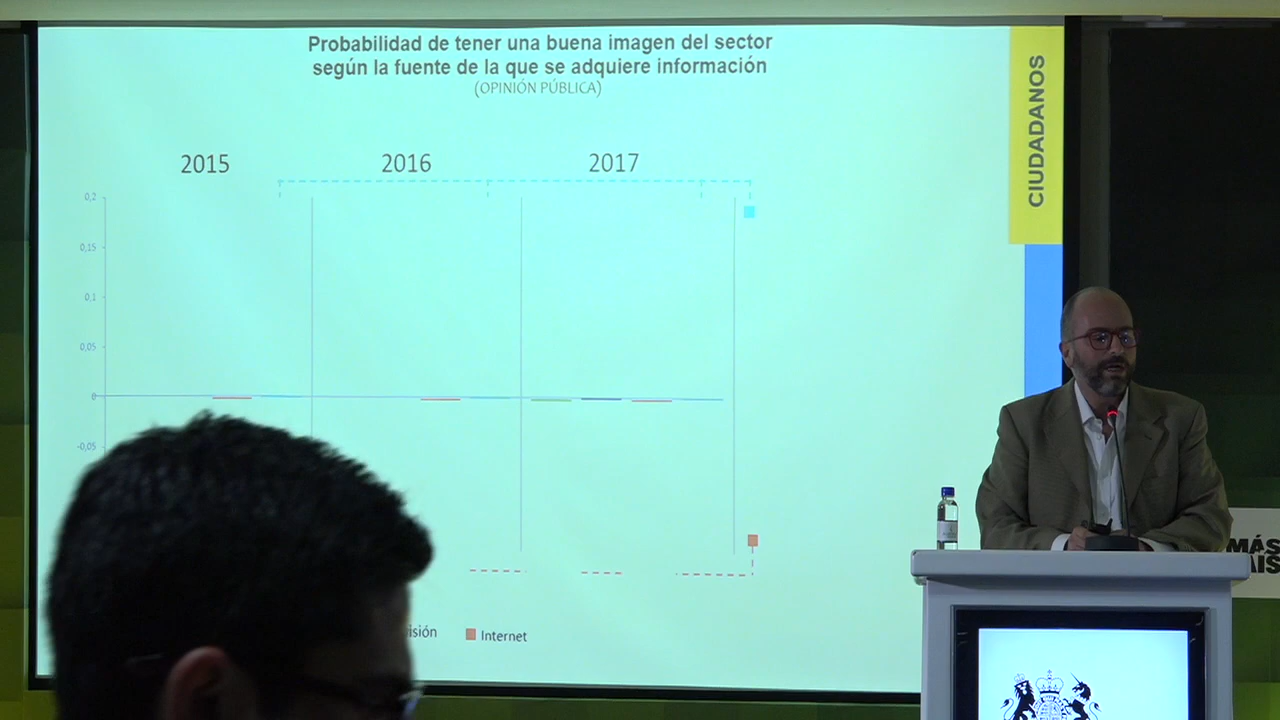 Probabilidad de tener una buena imagen del sector
según la fuente de la que se adquiere información
(OPINIÓN PÚBLICA)
CIUDADANOS
2015 2016 2017
0,2
0,15
0,1
0,05
0
-0,05
Internet
MÁS